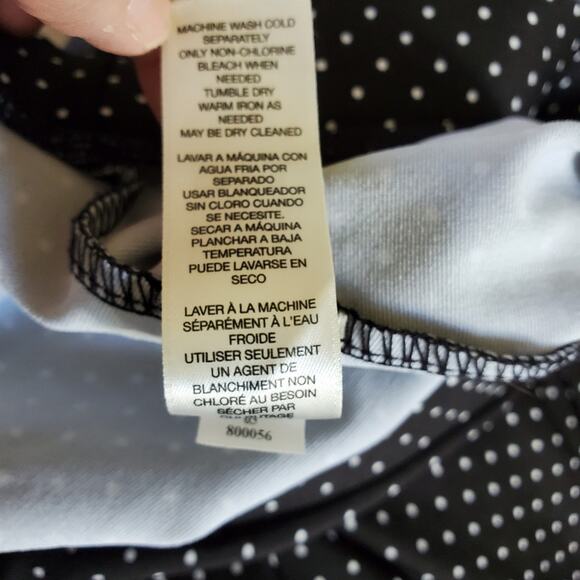 MACHINE WASH COLD
SEPARATELY
ONLY NON-CHLORINE
BLEACH WHEN
NEEDED
TUMBLE DRY
WARM IRON AS
NEEDED
MAY BE DRY CLEANED
LAVAR A MÁQUINA CON
AGUA FRIA POR
SEPARADO
USAR BLANQUEADOR
SIN CLORO CUANDO
SE NECESITE.
SECAR A MÁQUINA
PLANCHAR A BAJA
TEMPERATURA
PUEDE LAVARSE EN
SECO
LAVER À LA MACHINE
SÉPARÉMENT À L'EAU
FROIDE
UTILISER SEULEMENT
UN AGENT DE
BLANCHIMENT NON
CHLORÉ AU BESOIN
SÉCHER PAR
800056